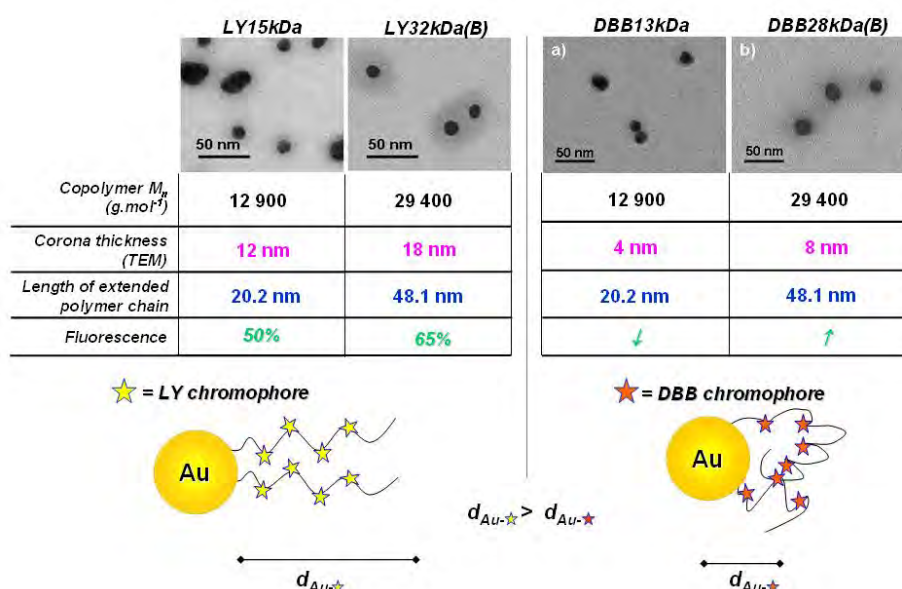 LY15kDa LY32kDa(B) DBB13kDa DBB28kDa(B)
a) b)
50 nm 50 nm 50 nm 50 nm
Copolymer Mn
(g.mol-1) 12 900 29 400 12 900 29 400
Corona thickness
(TEM) 12 nm 18 nm 4 nm 8 nm
Length of extended
polymer chain 20.2 nm 48.1 nm 20.2 nm 48.1 nm
Fluorescence 50% 65% ↓ ↑
★ = LY chromophore ★ = DBB chromophore
Au Au
dAu-★ > dAu-★
dAu-★ dAu-★